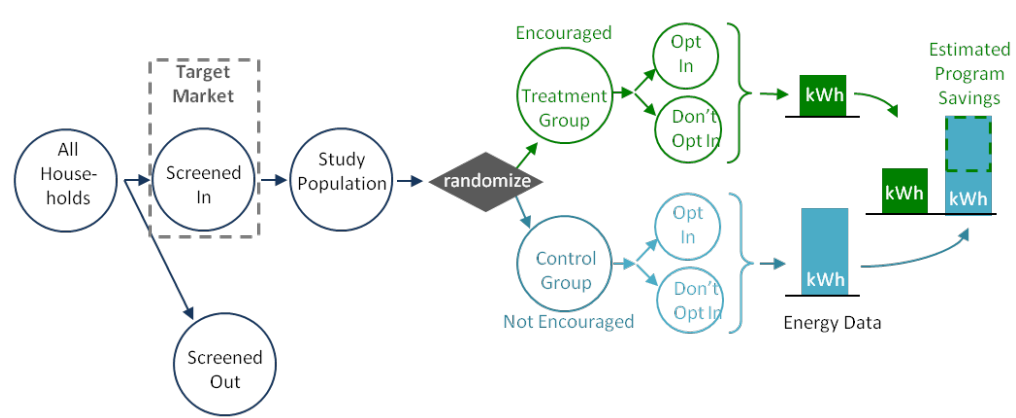 All
House-
holds
Target
Market
Screened
In
Screened
Out
Study
Population
randomize
Encouraged
Treatment
Group
Opt
In
Don't
Opt In
kWh
Control
Group
Not Encouraged
Opt
In
Don't
Opt In
kWh
Energy Data
Estimated
Program
Savings
kWh
kWh